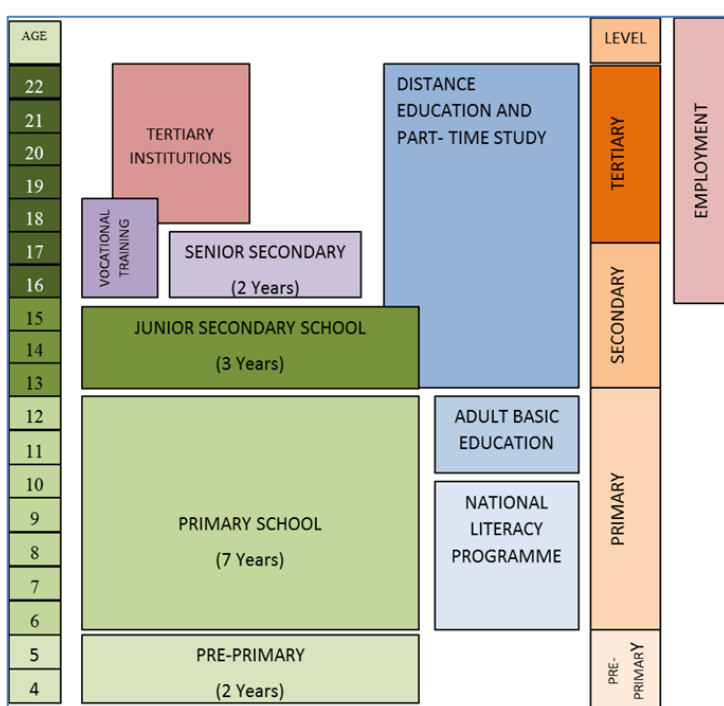 AGE
22
21
20
19
18
17
16
15
14
13
12
11
10
9
8
7
6
5
4
TERTIARY
INSTITUTIONS
VOCATIONAL
TRAINING
SENIOR SECONDARY
(2 Years)
JUNIOR SECONDARY SCHOOL
(3 Years)
PRIMARY SCHOOL
(7 Years)
PRE-PRIMARY
(2 Years)
DISTANCE
EDUCATION AND
PART- TIME STUDY
ADULT BASIC
EDUCATION
NATIONAL
LITERACY
PROGRAMME
LEVEL
TERTIARY
SECONDARY
PRIMARY
PRE-
PRIMARY
EMPLOYMENT